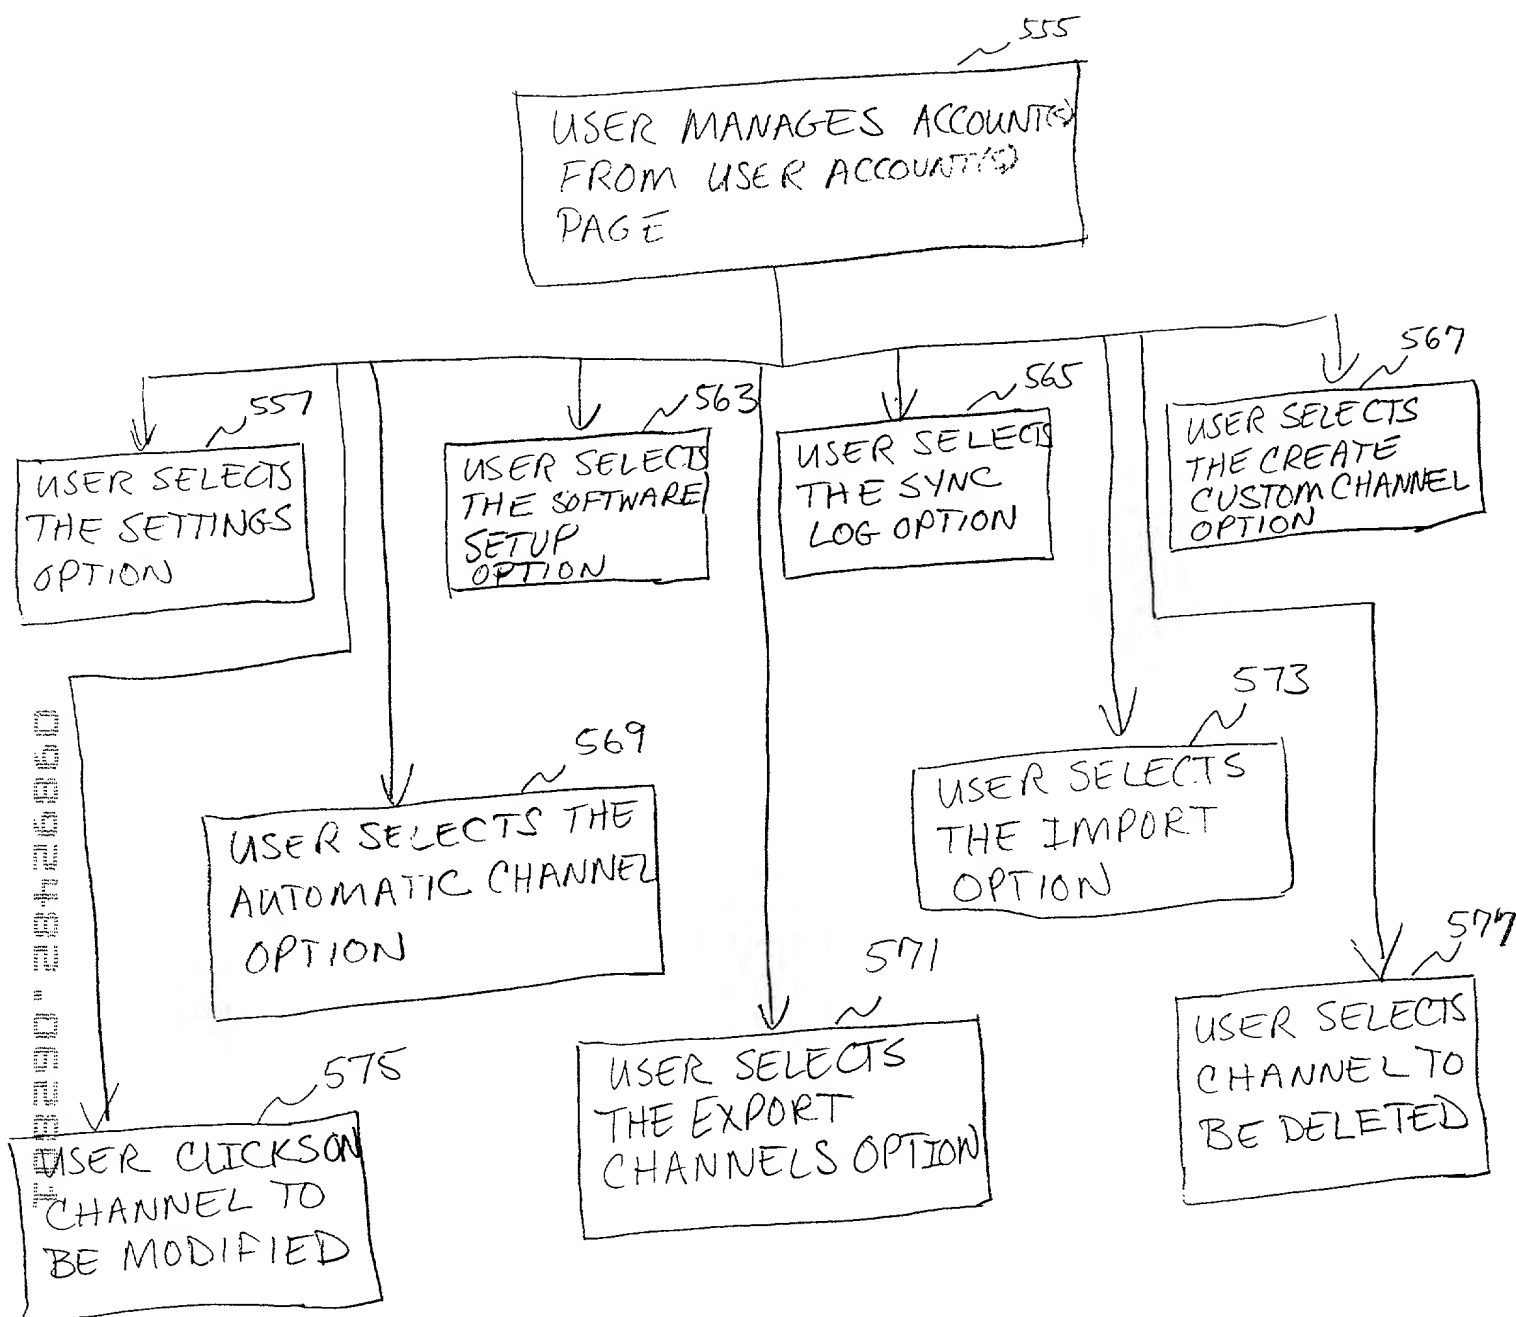 555
USER MANAGES ACCOUNT(S)
FROM USER ACCOUNT(S)
PAGE
557
USER SELECTS
THE SETTINGS
OPTION
563
USER SELECTS
THE SOFTWARE
SETUP
OPTION
565
USER SELECTS
THE SYNC
LOG OPTION
567
USER SELECTS
THE CREATE
CUSTOM CHANNEL
OPTION
569
USER SELECTS THE
AUTOMATIC CHANNEL
OPTION
573
USER SELECTS
THE IMPORT
OPTION
575
USER CLICKS ON
CHANNEL TO
BE MODIFIED
571
USER SELECTS
THE EXPORT
CHANNELS OPTION
577
USER SELECTS
CHANNEL TO
BE DELETED